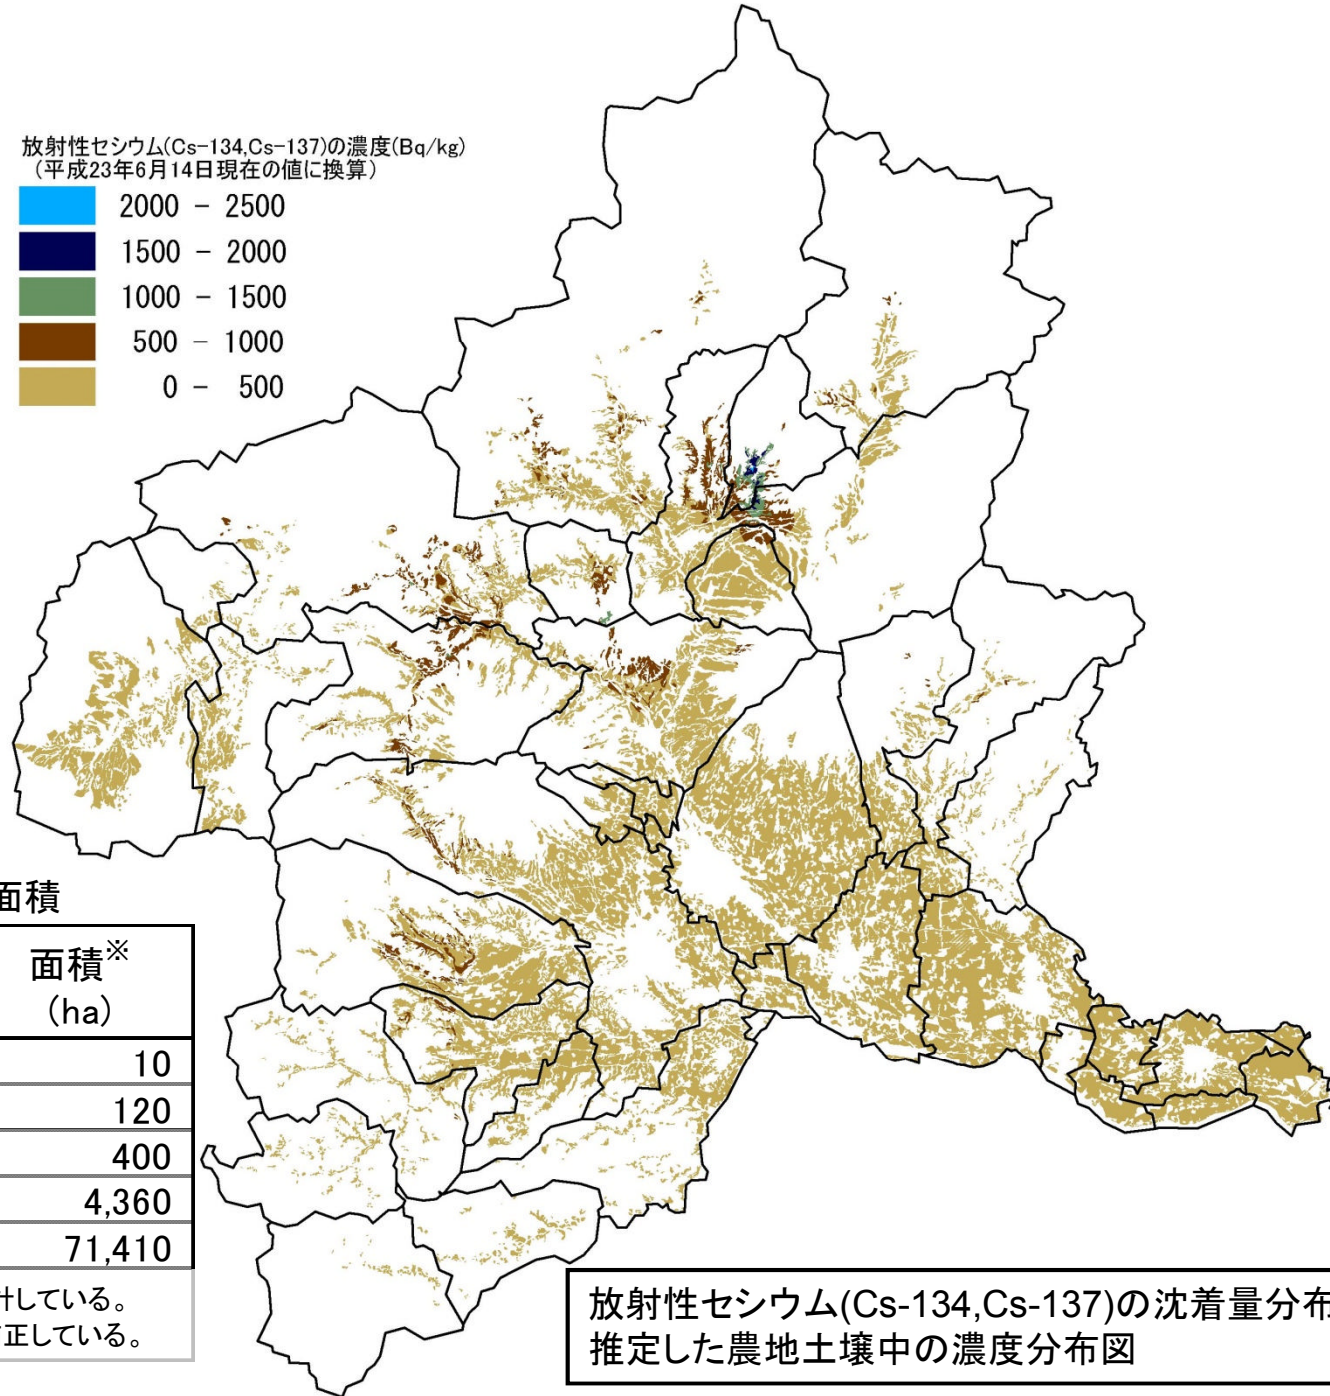 放射性セシウム(Cs-134,Cs-137)の濃度(Bq/kg)
(平成23年6月14日現在の値に換算)
2000 - 2500
1500 - 2000
1000 - 1500
500 - 1000
0 - 500
面積
面積※
(ha)
10
120
400
4,360
71,410
計している。
正している。
放射性セシウム(Cs-134,Cs-137)の沈着量分布
推定した農地土壌中の濃度分布図